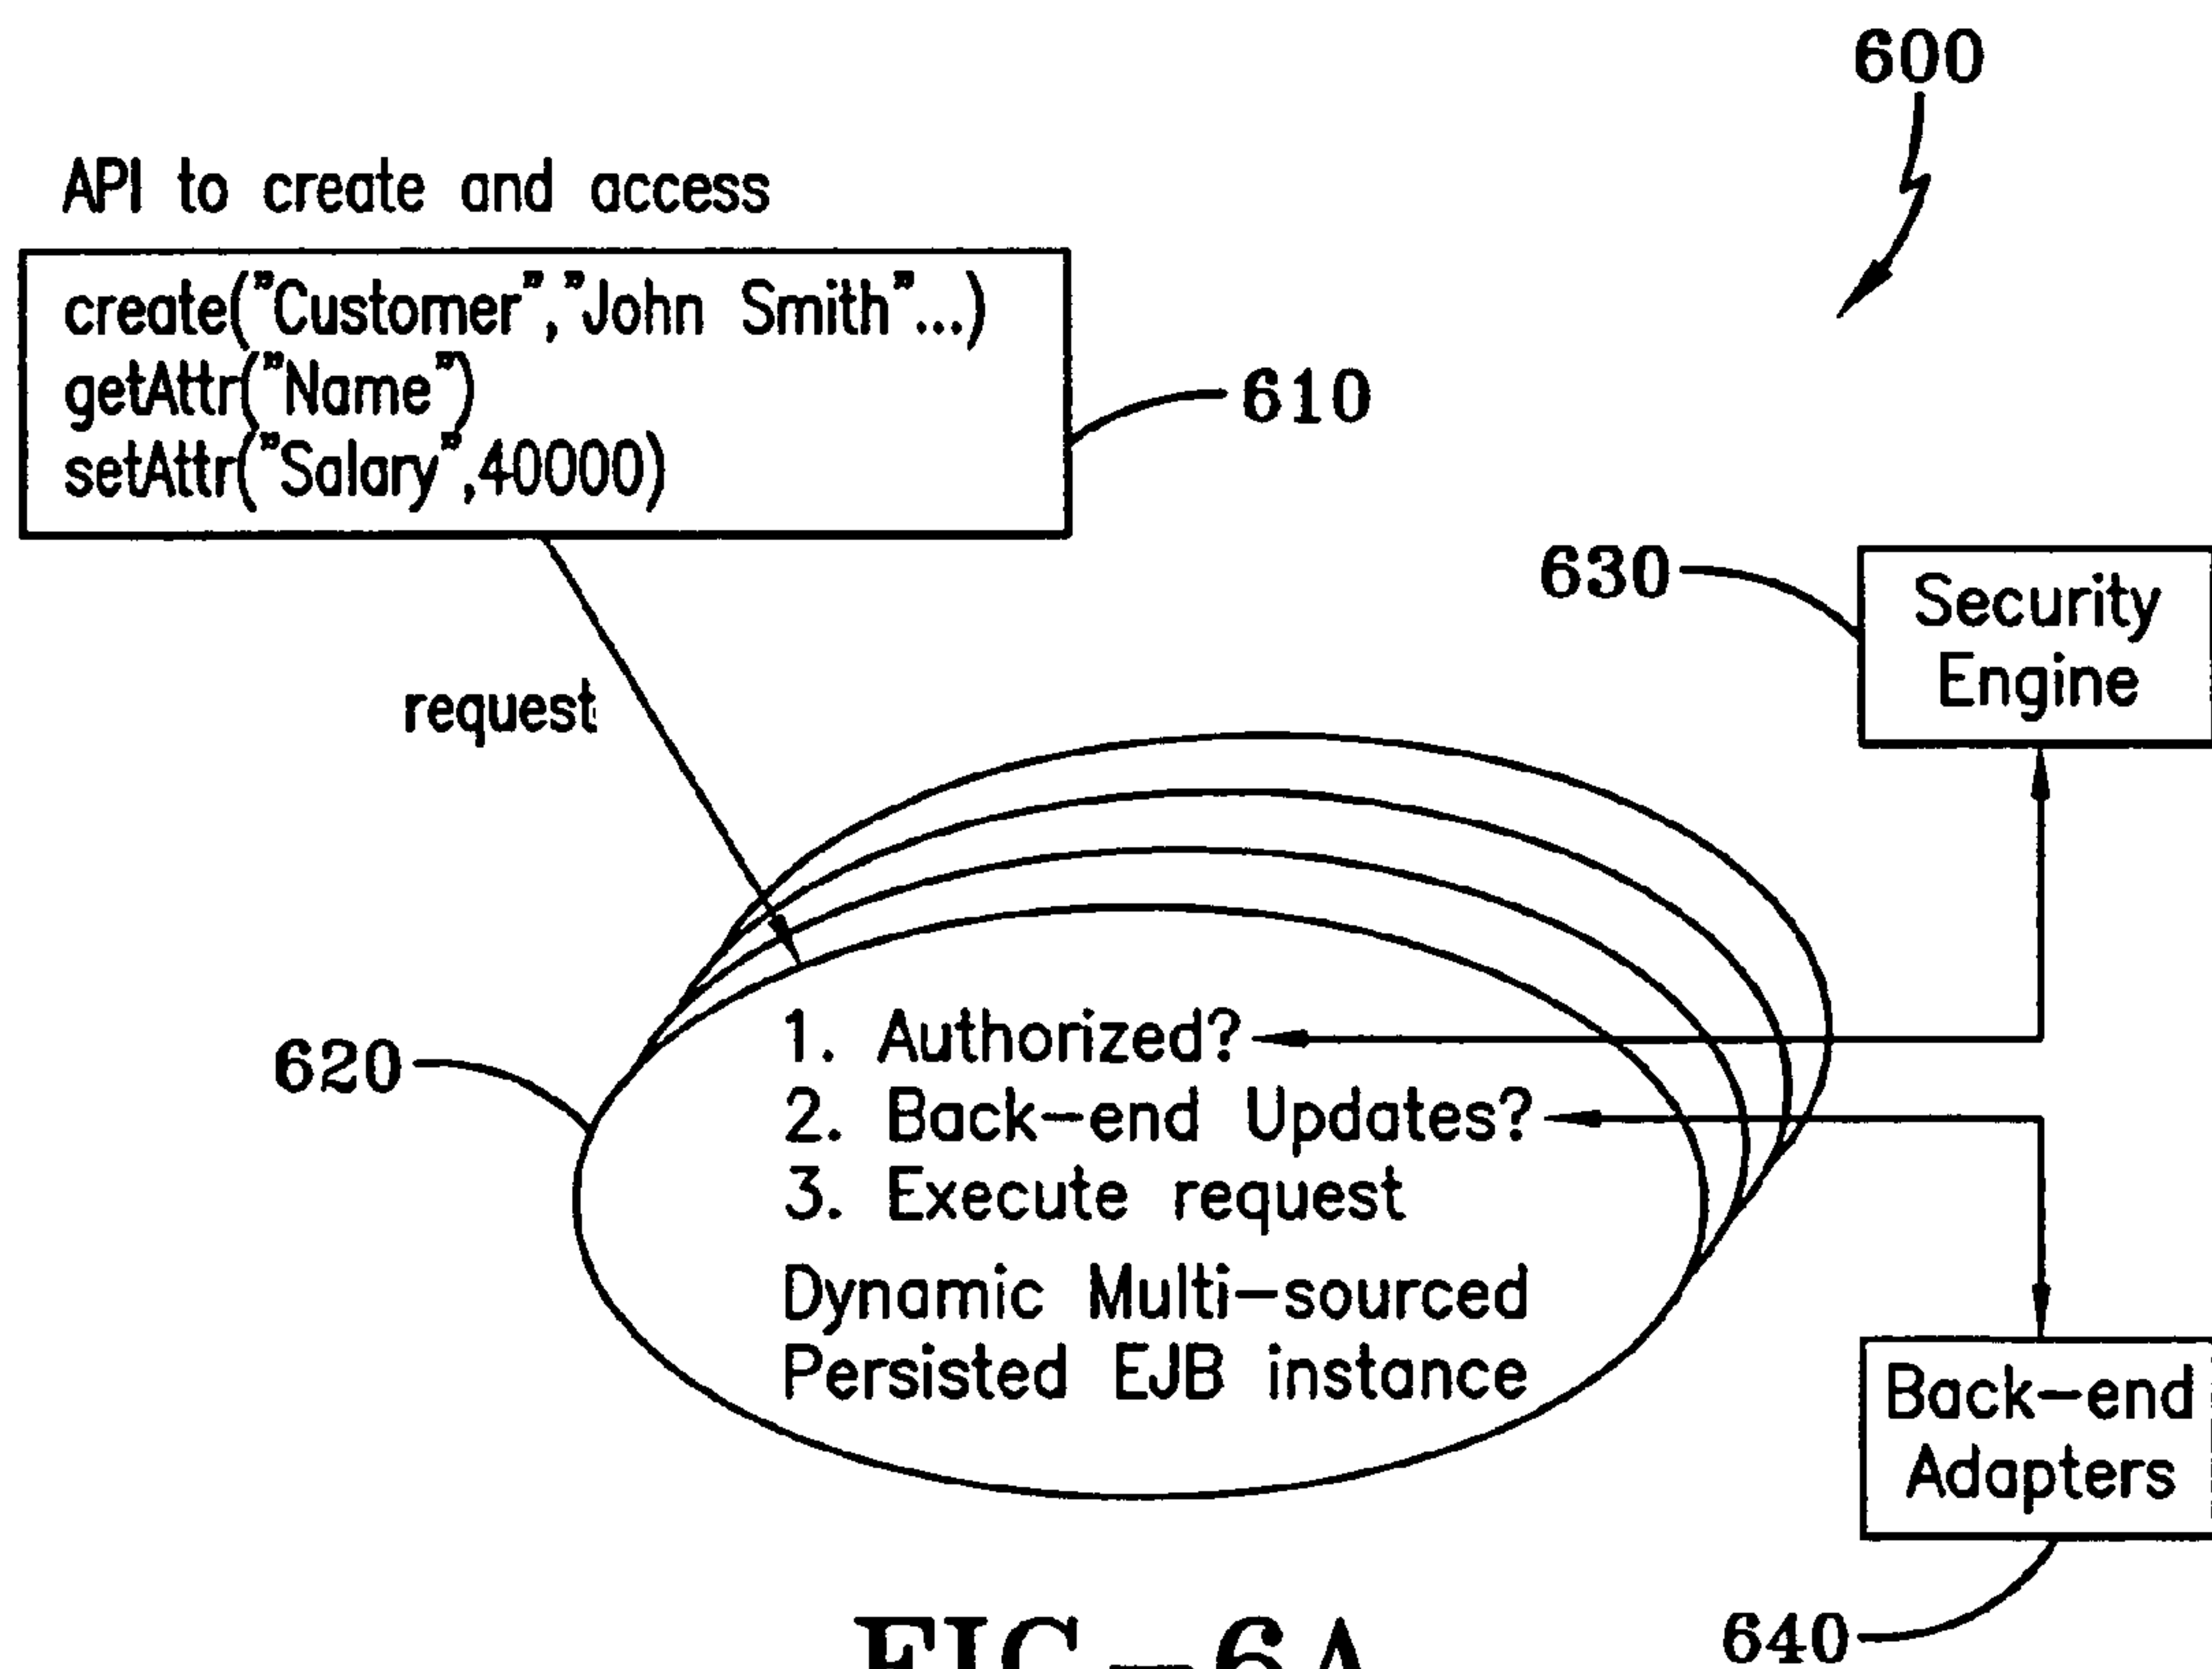 600
API to create and access
create("Customer","John Smith"...)
getAttr("Name")
setAttr("Salary",40000)
610
630
Security
Engine
request
620
1. Authorized?
2. Back-end Updates?
3. Execute request
Dynamic Multi-sourced
Persisted EJB instance
Back-end
Adapters
640
FIG-6A